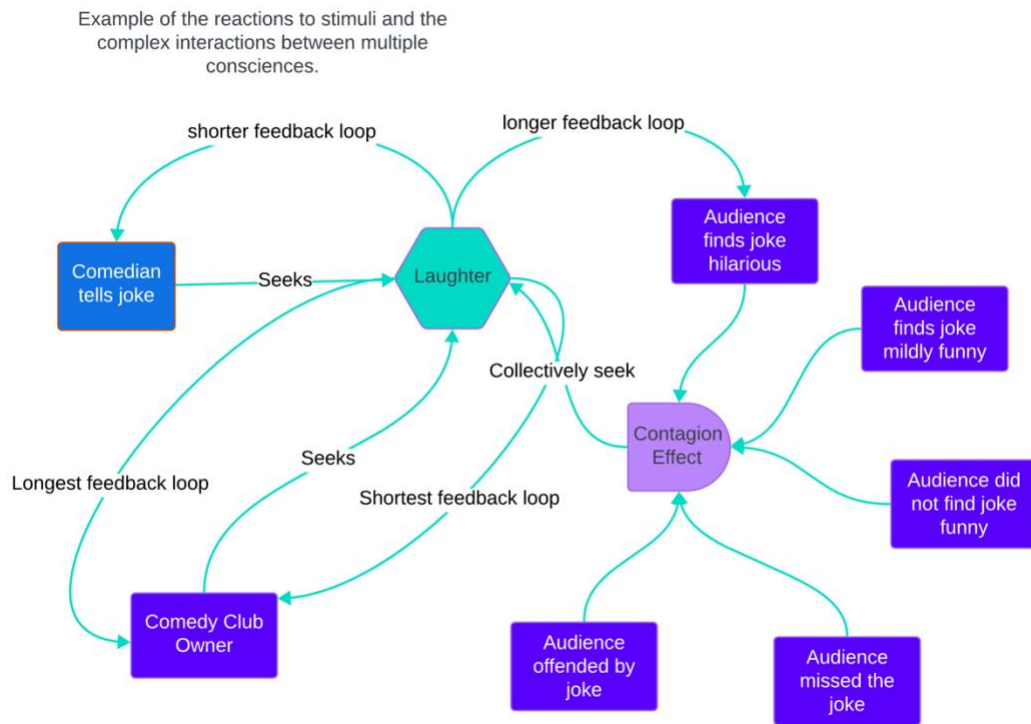 Example of the reactions to stimuli and the
complex interactions between multiple
consciences.
shorter feedback loop
longer feedback loop
Audience
finds joke
hilarious
Comedian
tells joke
Seeks
Laughter
Audience
finds joke
mildly funny
Collectively seek
Contagion
Effect
Seeks
Longest feedback loop
Shortest feedback loop
Audience did
not find joke
funny
Comedy Club
Owner
Audience
offended by
joke
Audience
missed the
joke